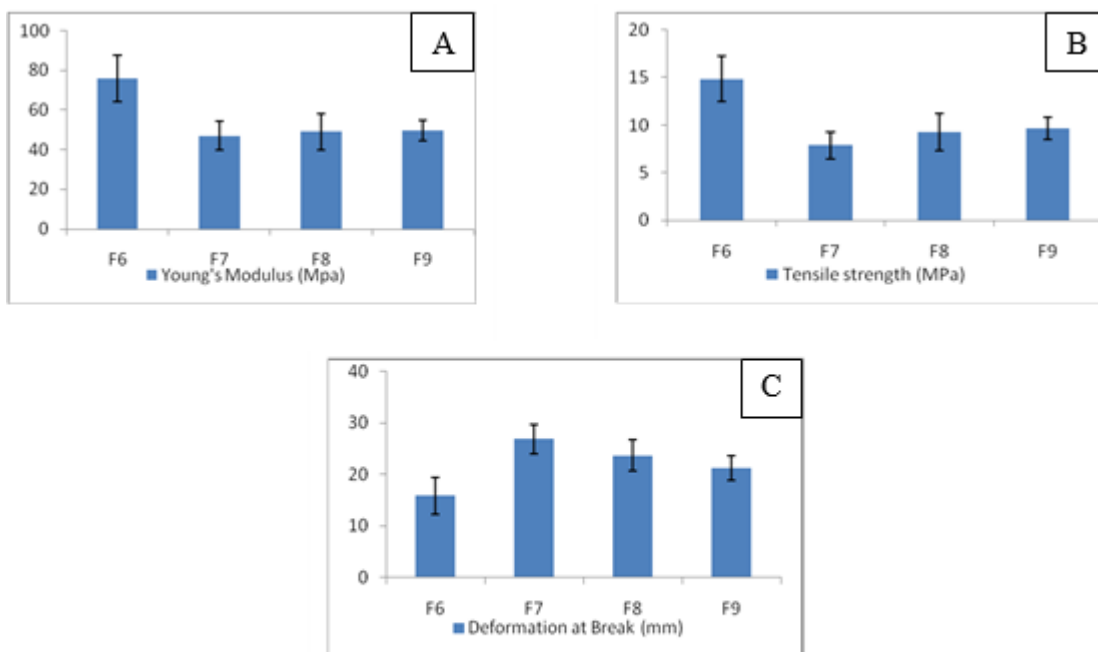 A
100
80
60
40
20
0
F6 F7 F8 F9
Young's Modulus (Mpa)
B
20
15
10
5
0
F6 F7 F8 F9
Tensile strength (MPa)
C
40
30
20
10
0
F6 F7 F8 F9
Deformation at Break (mm)